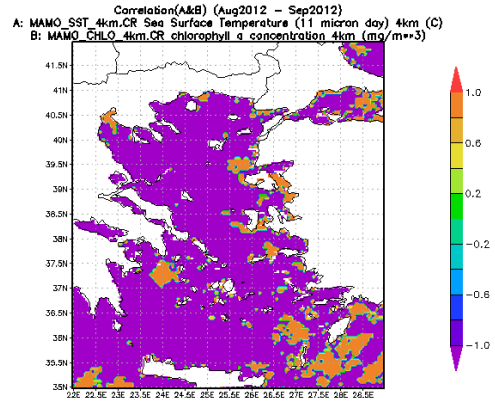 Correlation(A&B) (Aug2012 - Sep2012)
A: MAMO_SST_4km.CR Sea Surface Temperature (11 micron day) 4km (C)
B: MAMO_CHLO_4km.CR chlorophyll a concentration 4km (mg/m**3)
41.5N
41N
40.5N
40N
39.5N
39N
38.5N
38N
37.5N
37N
36.5N
36N
35.5N
35N
22E 22.5E 23E 23.5E 24E 24.5E 25E 25.5E 26E 26.5E 27E 27.5E 28E 28.5E
1.0
0.6
0.2
-0.2
-0.6
-1.0